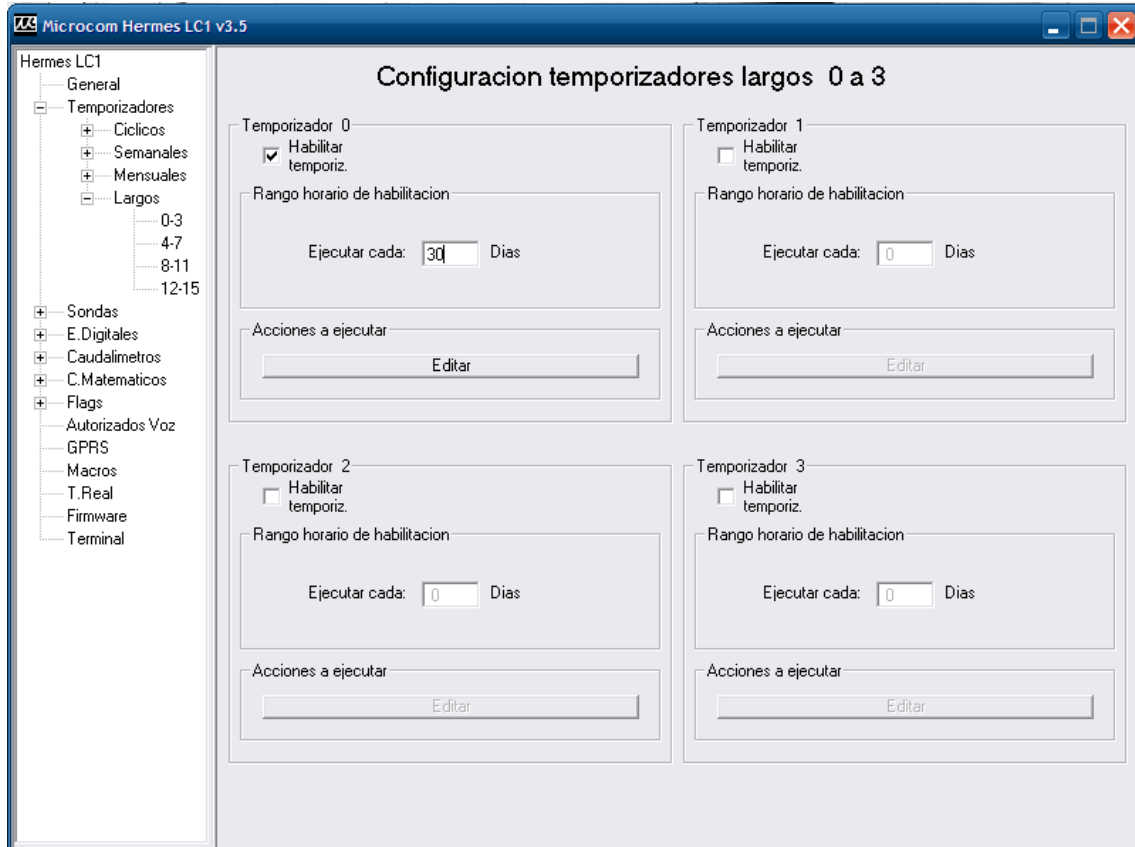 Microcom Hermes LC1 v3.5
Hermes LC1
General
Temporizadores
Ciclicos
Semanales
Mensuales
Largos
0-3
4-7
8-11
12-15
Sondas
E.Digitales
Caudalimetros
C.Matematicos
Flags
Autorizados Voz
GPRS
Macros
T.Real
Firmware
Terminal
Configuracion temporizadores largos 0 a 3
Temporizador 0
Habilitar
temporiz.
Rango horario de habilitacion
Ejecutar cada: 30 Dias
Acciones a ejecutar
Editar
Temporizador 1
Habilitar
temporiz.
Rango horario de habilitacion
Ejecutar cada: 0 Dias
Acciones a ejecutar
Editar
Temporizador 2
Habilitar
temporiz.
Rango horario de habilitacion
Ejecutar cada: 0 Dias
Acciones a ejecutar
Editar
Temporizador 3
Habilitar
temporiz.
Rango horario de habilitacion
Ejecutar cada: 0 Dias
Acciones a ejecutar
Editar